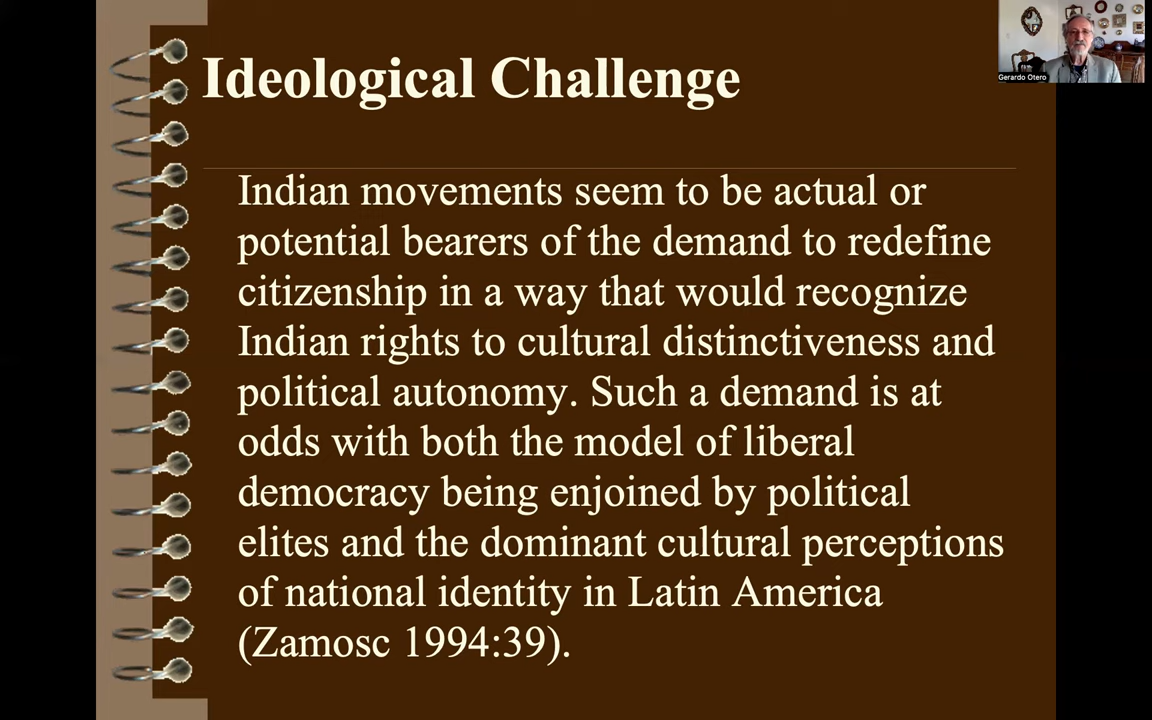 Ideological Challenge
Gerardo Otero
Indian movements seem to be actual or
potential bearers of the demand to redefine
citizenship in a way that would recognize
Indian rights to cultural distinctiveness and
political autonomy. Such a demand is at
odds with both the model of liberal
democracy being enjoined by political
elites and the dominant cultural perceptions
of national identity in Latin America
(Zamosc 1994:39).